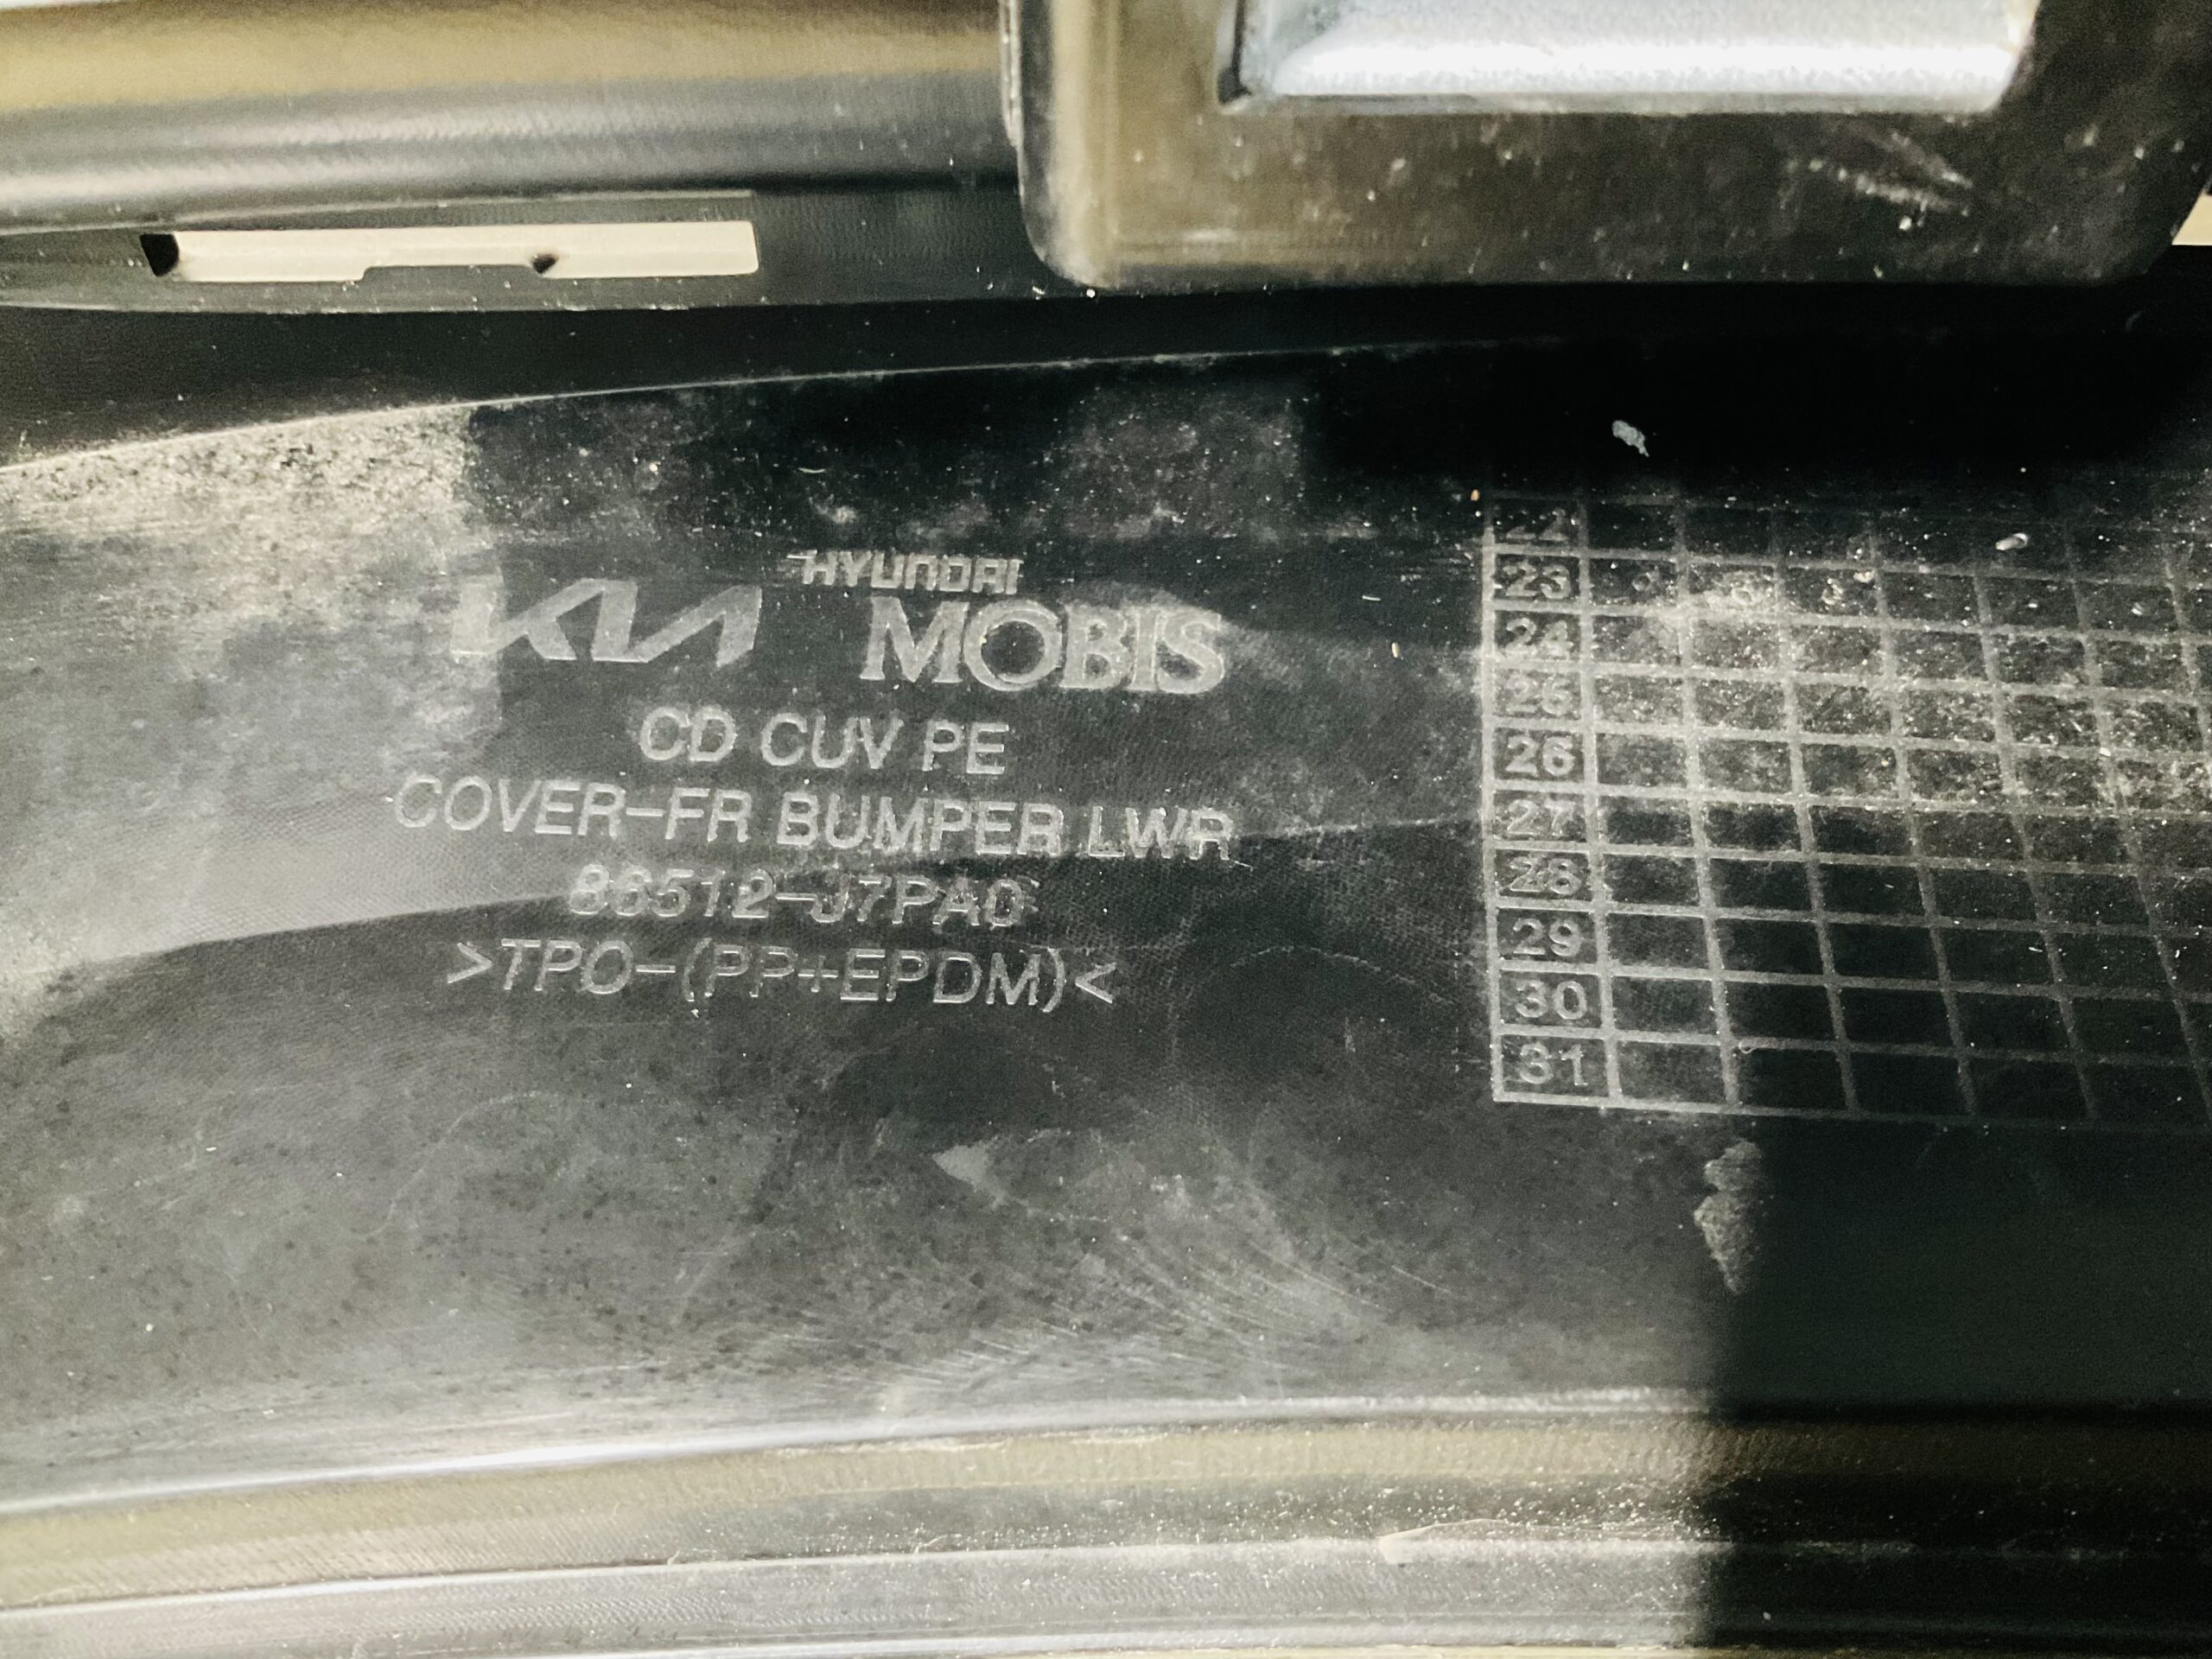 KIA HYUNDAI MOBIS
CD CUV PE
COVER-FR BUMPER LWR
86512-J7PA0
>TPO-(PP+EPDM)<
22
23
24
25
26
27
28
29
30
31